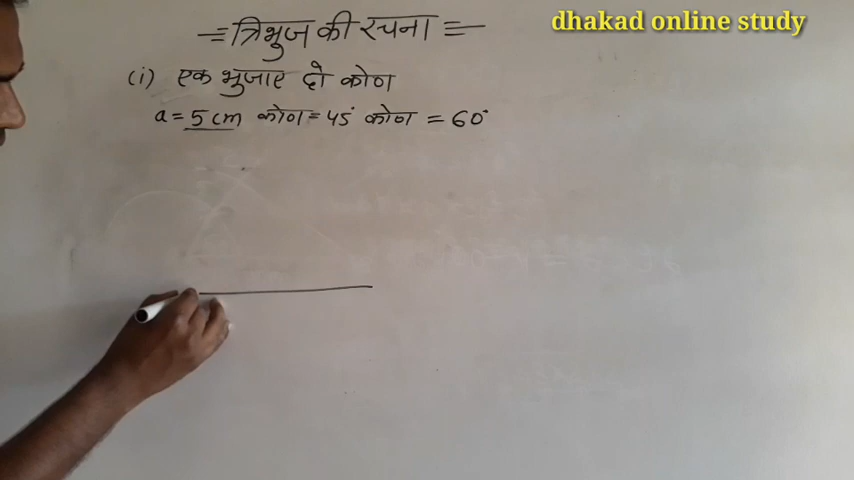 dhakad online study
त्रिभुज की रचना
(i) एक भुजाए दो कोण
a = 5 cm कोण = 45° कोण = 60°